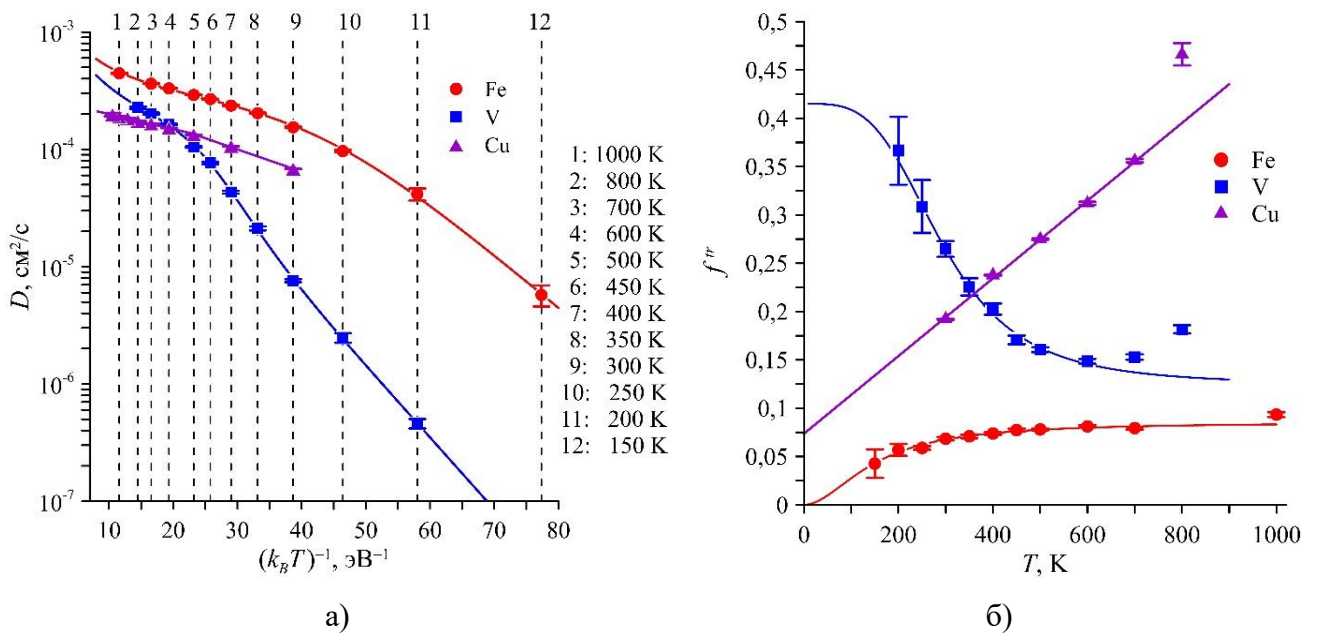 1 2 3 4 5 6 7 8 9 10 11 12
10⁻³
10⁻⁴
10⁻⁵
10⁻⁶
10⁻⁷
D, см²/с
Fe
V
Cu
1: 1000 K
2: 800 K
3: 700 K
4: 600 K
5: 500 K
6: 450 K
7: 400 K
8: 350 K
9: 300 K
10: 250 K
11: 200 K
12: 150 K
10 20 30 40 50 60 70 80
(k_BT)⁻¹, эВ⁻¹
а)
0,5
0,45
0,4
0,35
0,3
0,25
0,2
0,15
0,1
0,05
0
f^tr
Fe
V
Cu
0 200 400 600 800 1000
T, K
б)